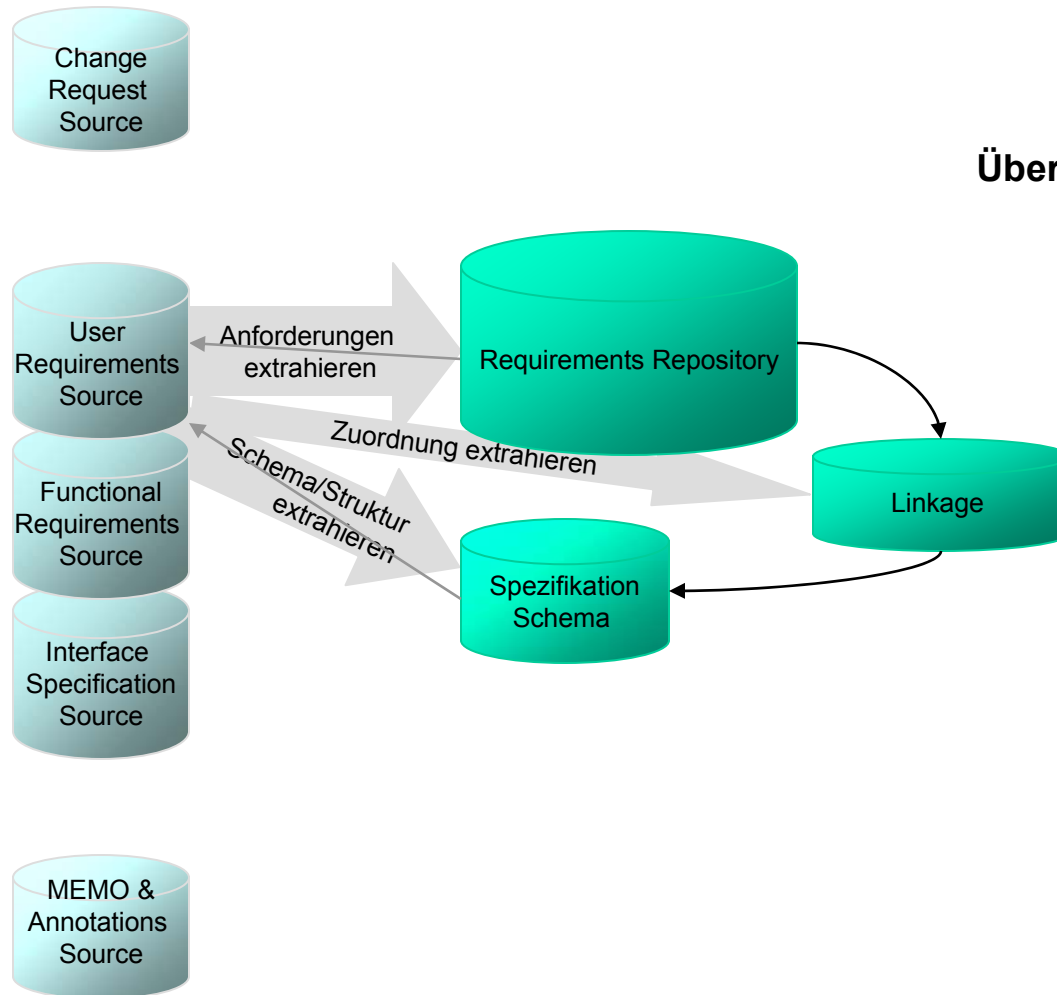 Change
Request
Source
Über
User
Requirements
Source
Anforderungen
extrahieren
Requirements Repository
Zuordnung extrahieren
Schema/Struktur
extrahieren
Functional
Requirements
Source
Linkage
Spezifikation
Schema
Interface
Specification
Source
MEMO &
Annotations
Source